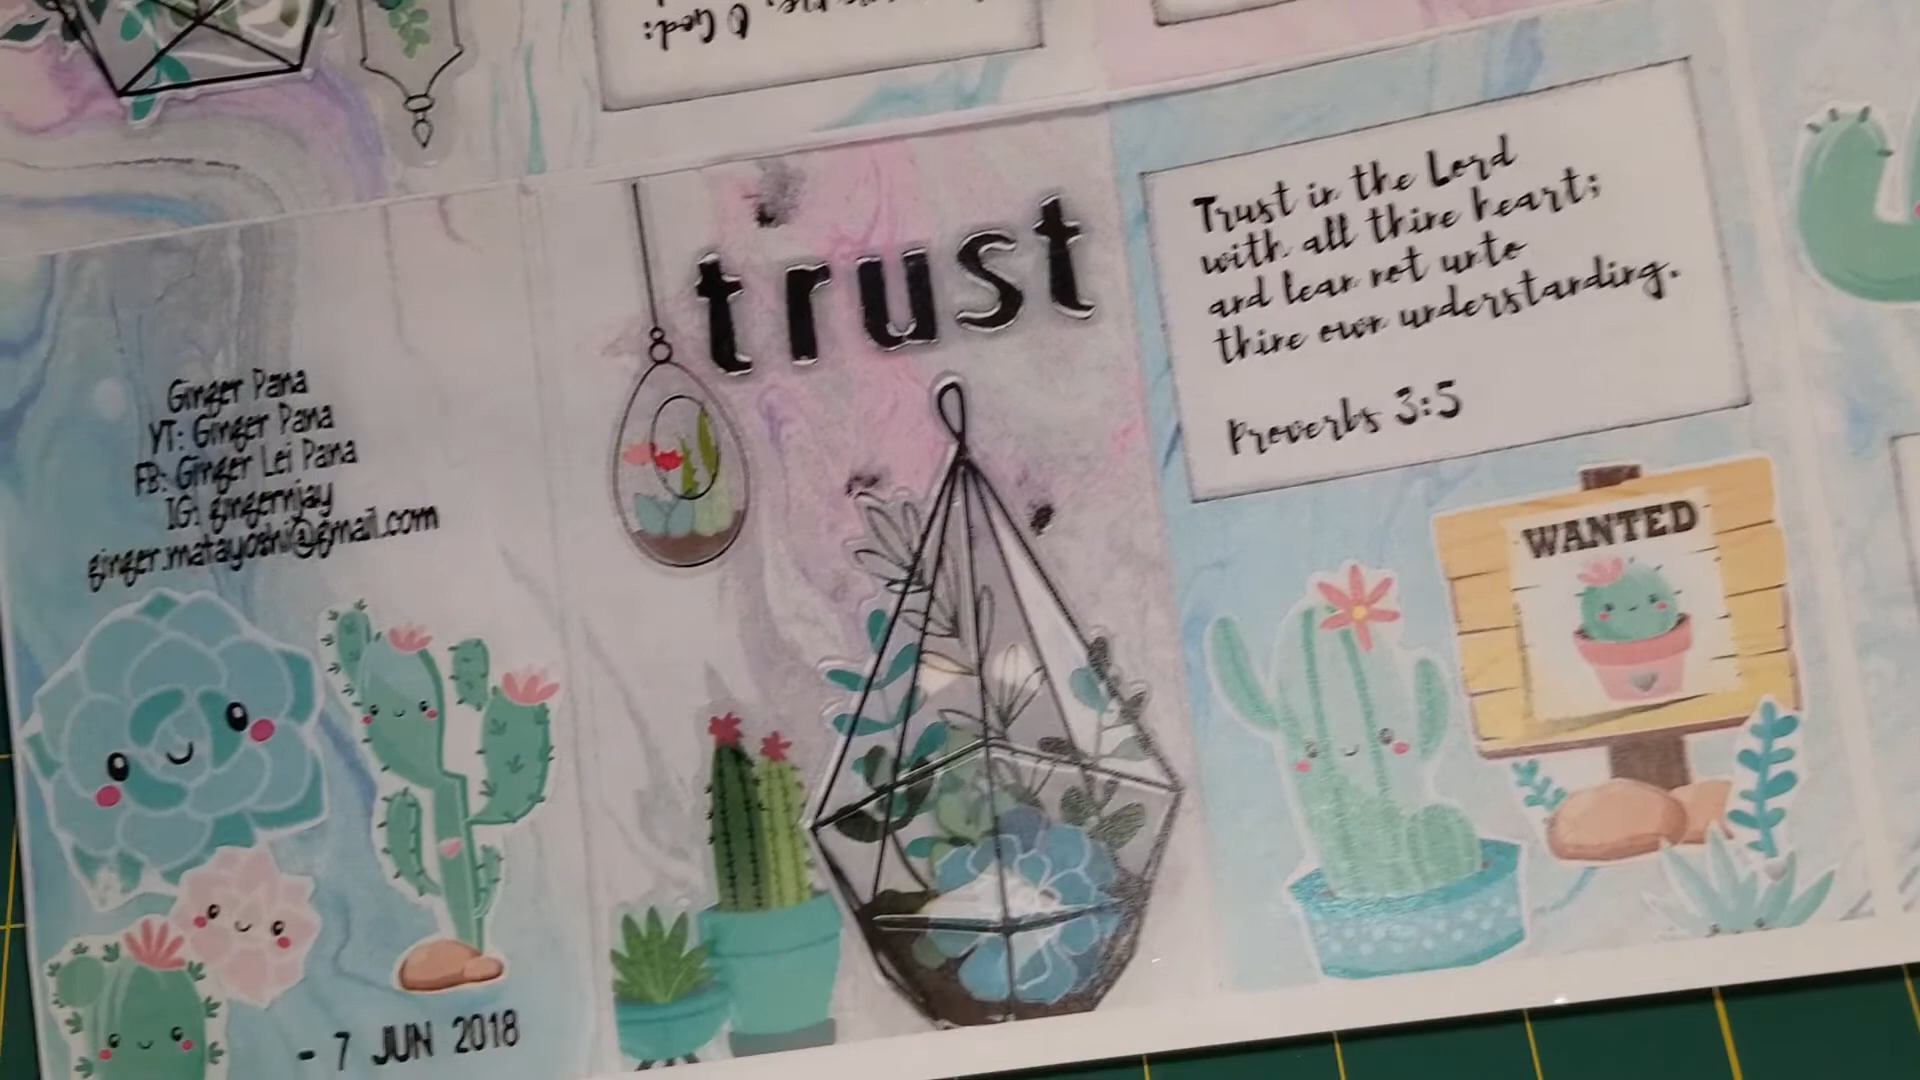 O God:
Ginger Pana
YT: Ginger Pana
FB: Ginger Lei Pana
IG: gingernjay
ginger.matayoshi@gmail.com
- 7 JUN 2018
trust
Trust in the Lord
with all thine heart;
and lean not unto
thine own understanding.
Proverbs 3:5
WANTED